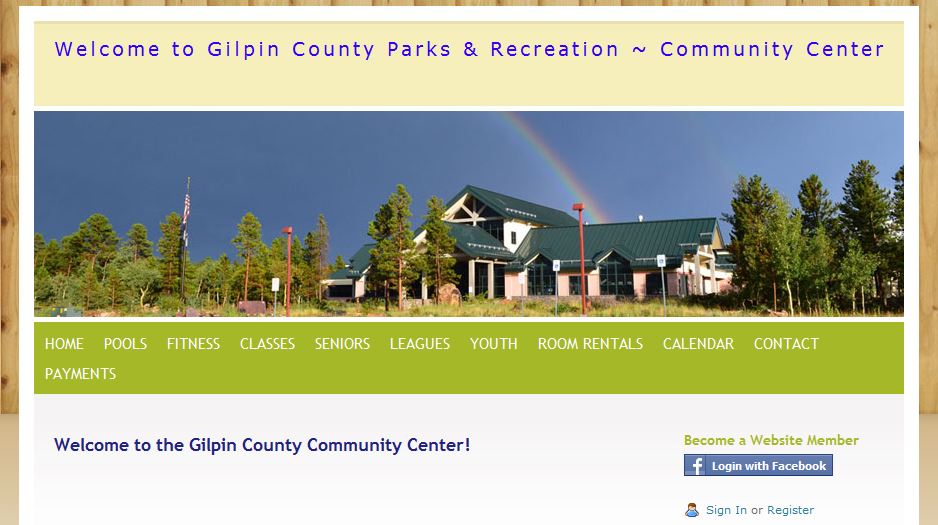 Welcome to Gilpin County Parks & Recreation ~ Community Center
HOME POOLS FITNESS CLASSES SENIORS LEAGUES YOUTH ROOM RENTALS CALENDAR CONTACT
PAYMENTS
Welcome to the Gilpin County Community Center!
Become a Website Member
f Login with Facebook
Sign In or Register